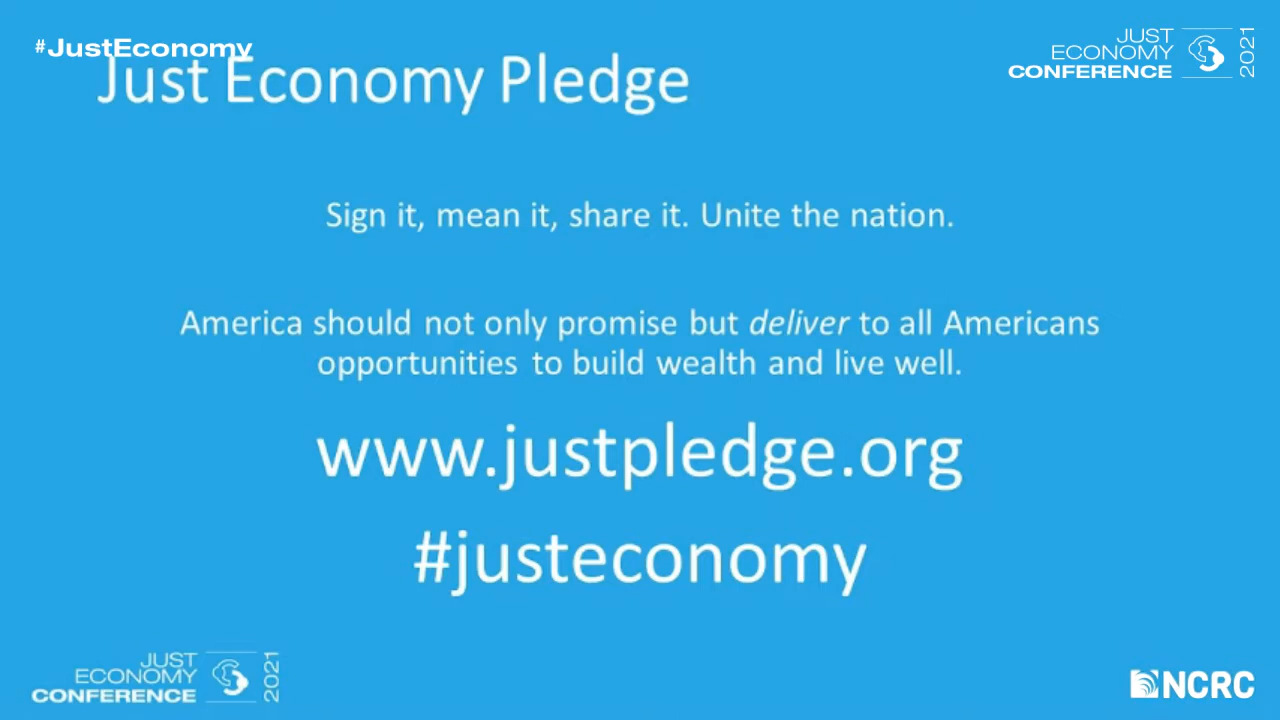 #JustEconomy
JUST
ECONOMY
CONFERENCE
2021
Just Economy Pledge
Sign it, mean it, share it. Unite the nation.
America should not only promise but deliver to all Americans
opportunities to build wealth and live well.
www.justpledge.org
#justeconomy
JUST
ECONOMY
CONFERENCE
2021
NCRC